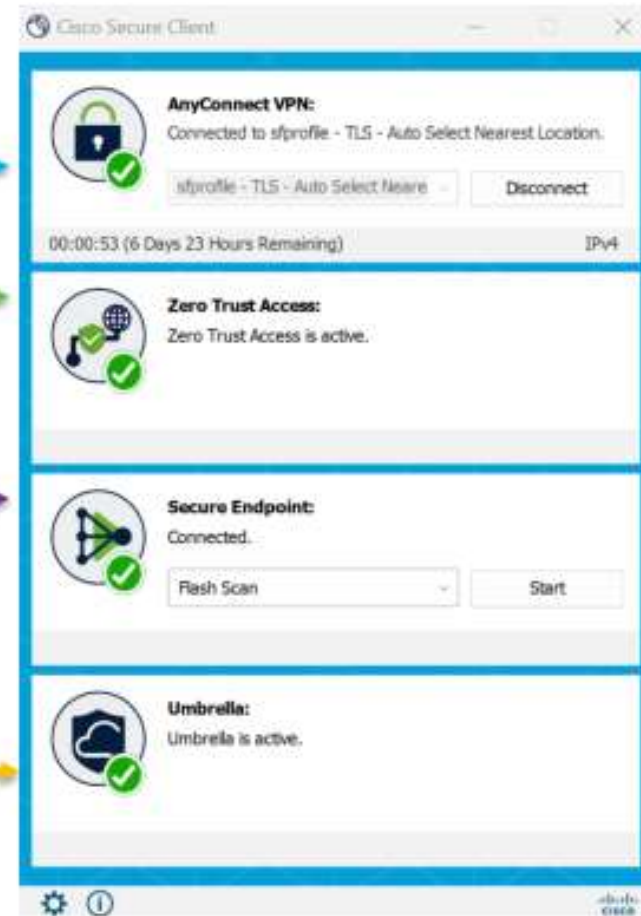 Cisco Secure Client
AnyConnect VPN:
Connected to sfprofile - TLS - Auto Select Nearest Location.
sfprofile - TLS - Auto Select Neare
Disconnect
00:00:53 (6 Days 23 Hours Remaining)
IPv4
Zero Trust Access:
Zero Trust Access is active.
Secure Endpoint:
Connected.
Flash Scan
Start
Umbrella:
Umbrella is active.
CISCO